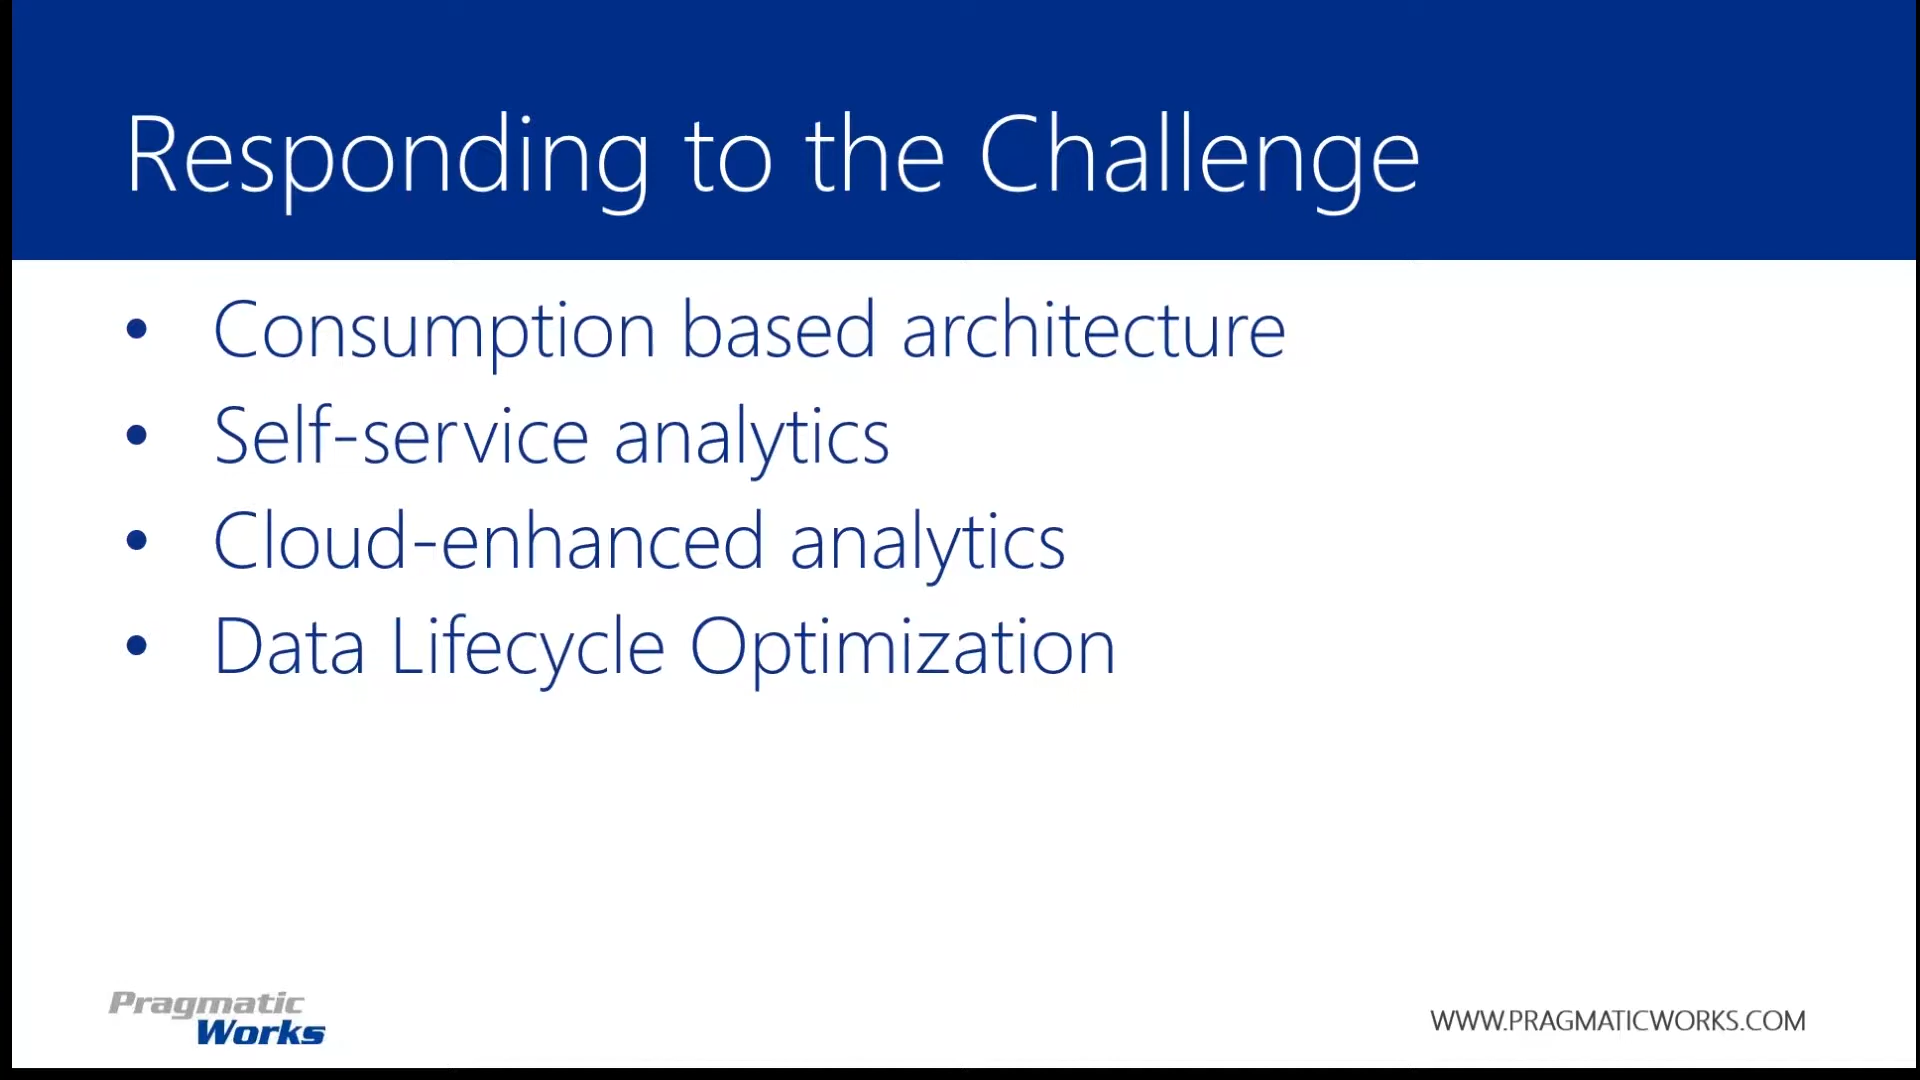 Responding to the Challenge
• Consumption based architecture
• Self-service analytics
• Cloud-enhanced analytics
• Data Lifecycle Optimization
Pragmatic
Works
WWW.PRAGMATICWORKS.COM